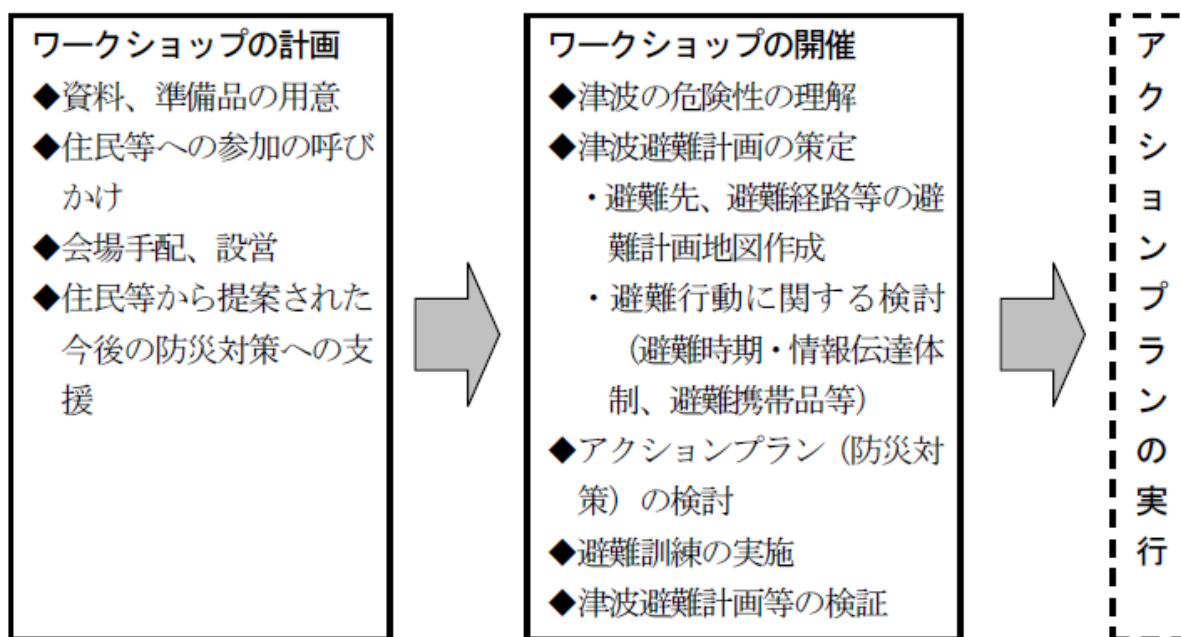 ワークショップの計画
◆資料、準備品の用意
◆住民等への参加の呼び
かけ
◆会場手配、設営
◆住民等から提案された
今後の防災対策への支
援
ワークショップの開催
◆津波の危険性の理解
◆津波避難計画の策定
・避難先、避難経路等の避
難計画地図作成
・避難行動に関する検討
（避難時期・情報伝達体
制、避難携帯品等）
◆アクションプラン（防災対
策）の検討
◆避難訓練の実施
◆津波避難計画等の検証
アクションプランの実行